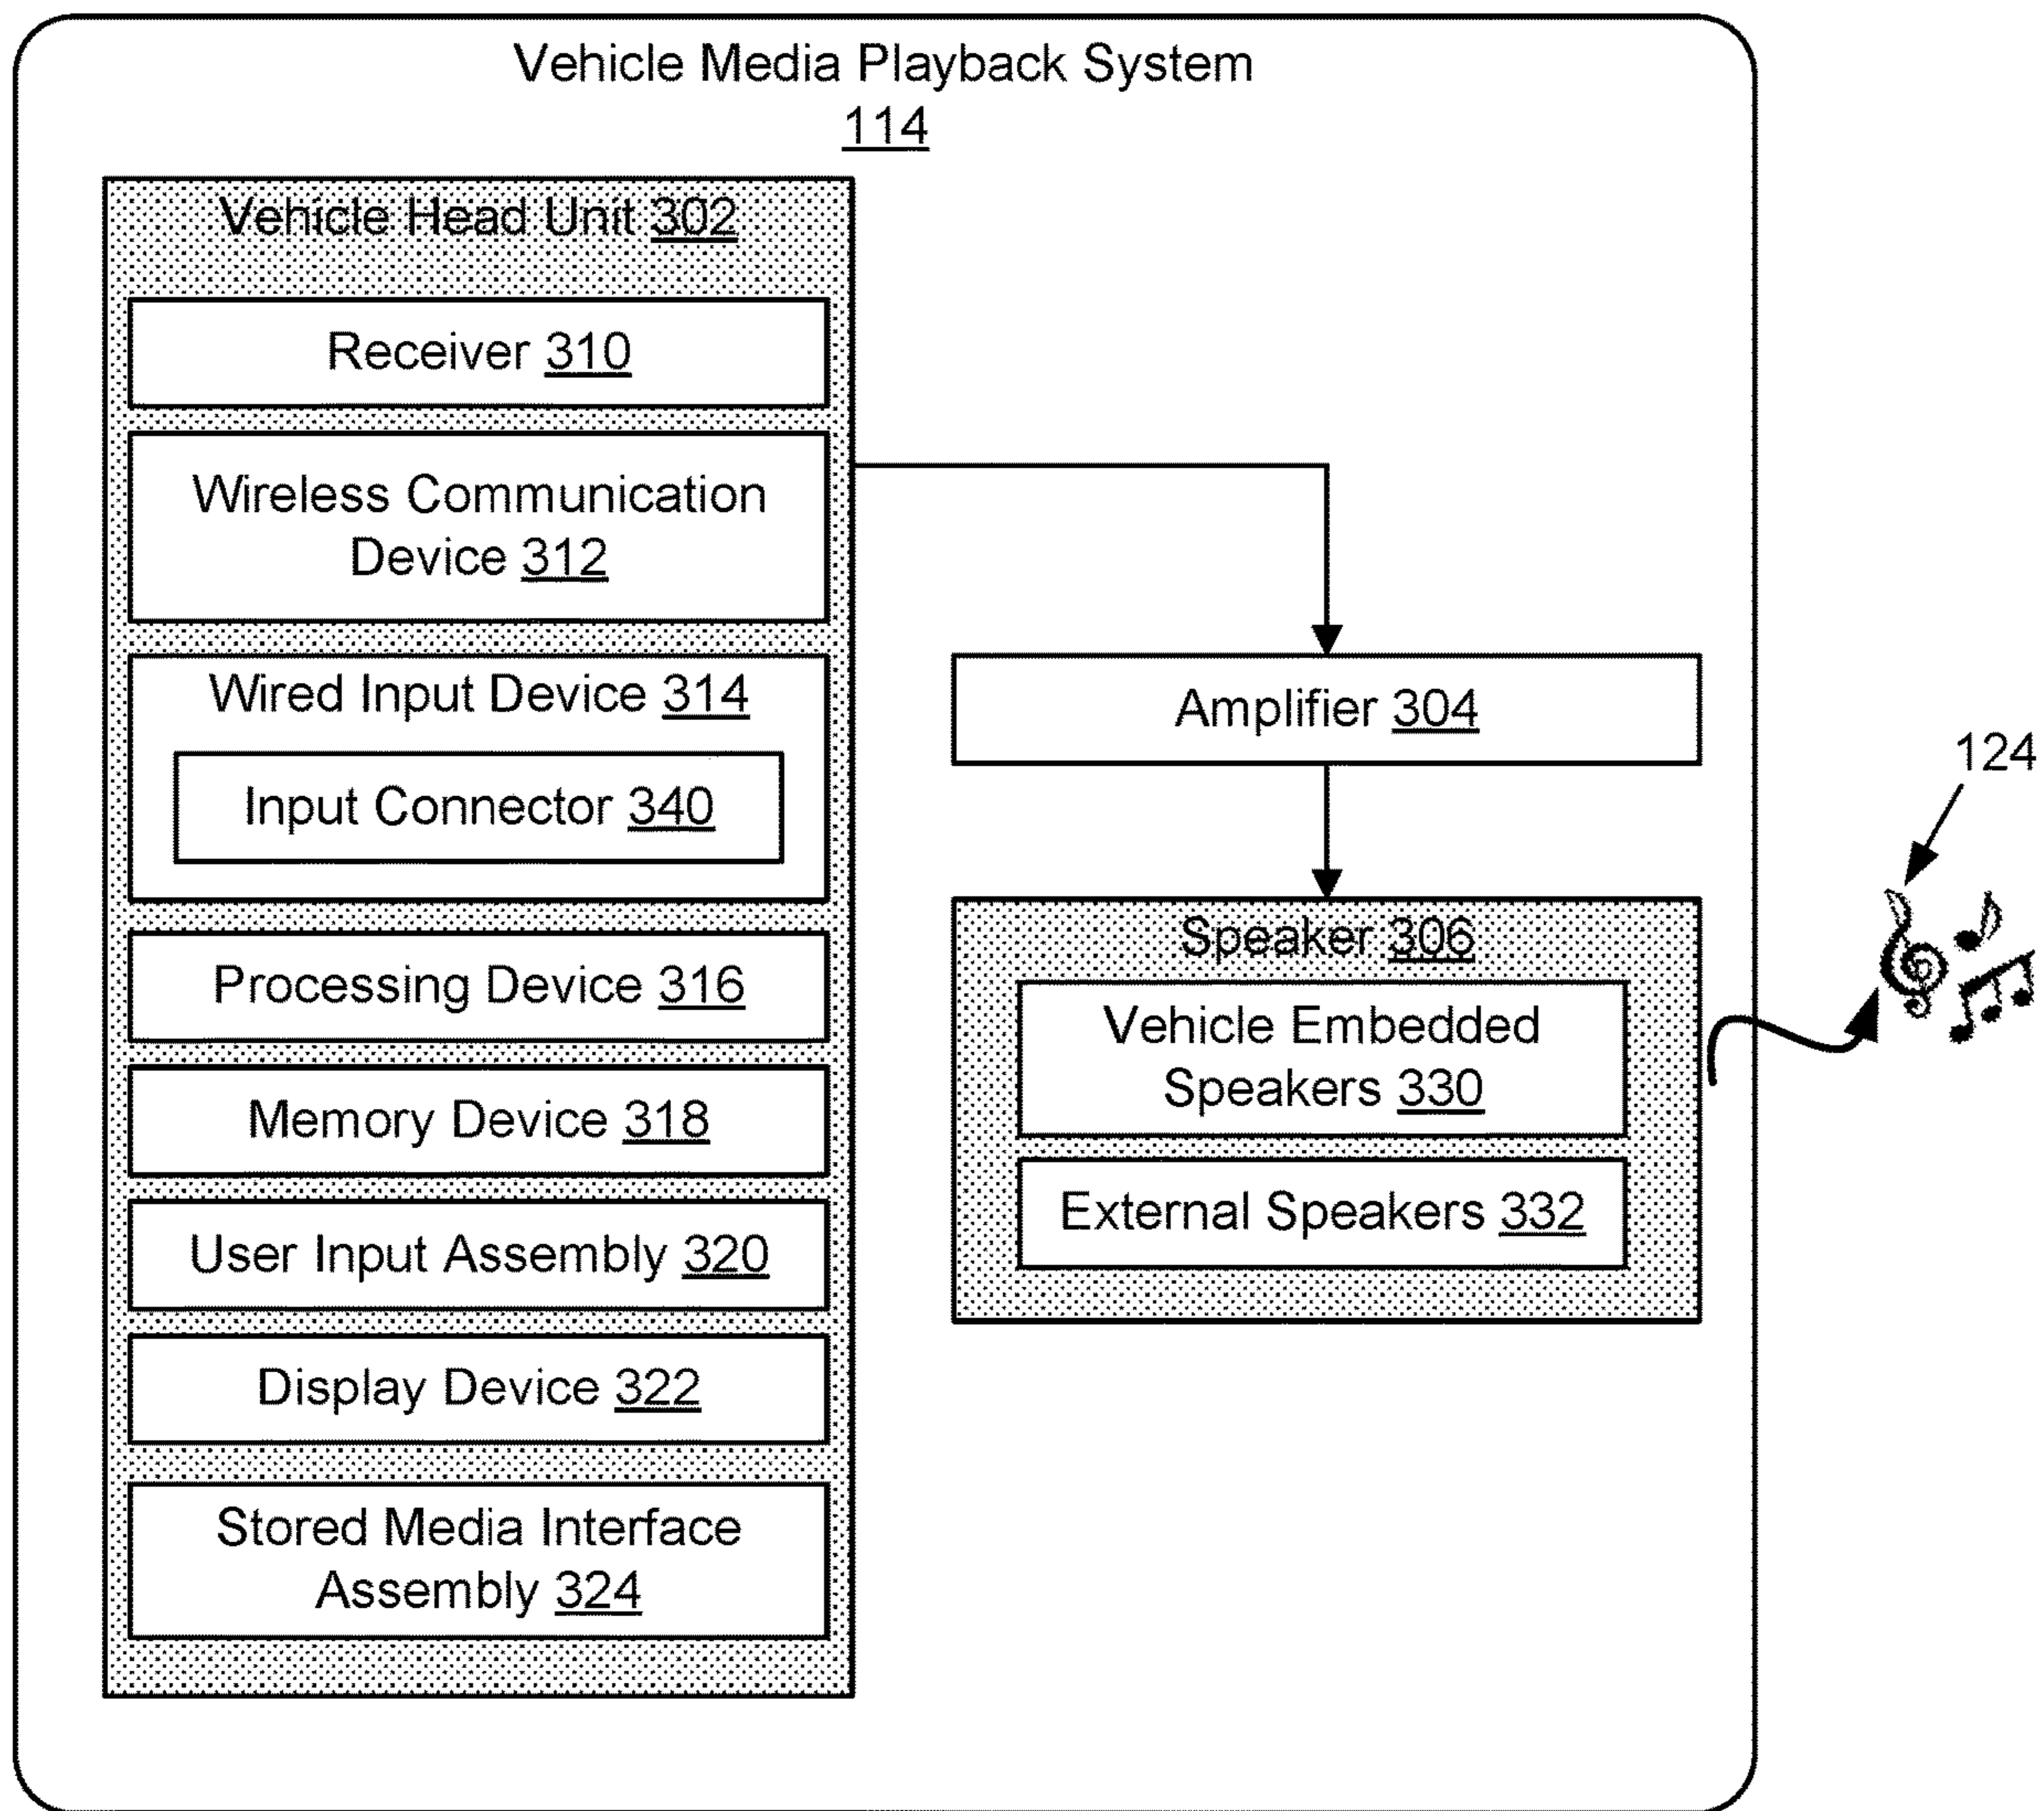 Vehicle Media Playback System
114
Vehicle Head Unit 302
Receiver 310
Wireless Communication
Device 312
Wired Input Device 314
Input Connector 340
Processing Device 316
Memory Device 318
User Input Assembly 320
Display Device 322
Stored Media Interface
Assembly 324
Amplifier 304
Speaker 306
Vehicle Embedded
Speakers 330
External Speakers 332
124